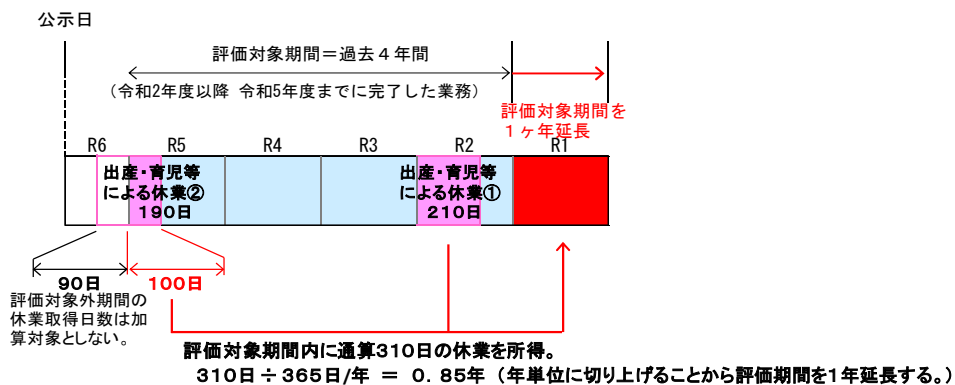 公示日
評価対象期間＝過去４年間
（令和2年度以降 令和5年度までに完了した業務）
評価対象期間を
１ヶ年延長
R6 R5 R4 R3 R2 R1
出産・育児等
による休業②
190日
出産・育児等
による休業①
210日
90日
100日
評価対象外期間の
休業取得日数は加
算対象としない。
評価対象期間内に通算310日の休業を所得。
310日÷365日/年 ＝ 0．85年（年単位に切り上げることから評価期間を1年延長する。）